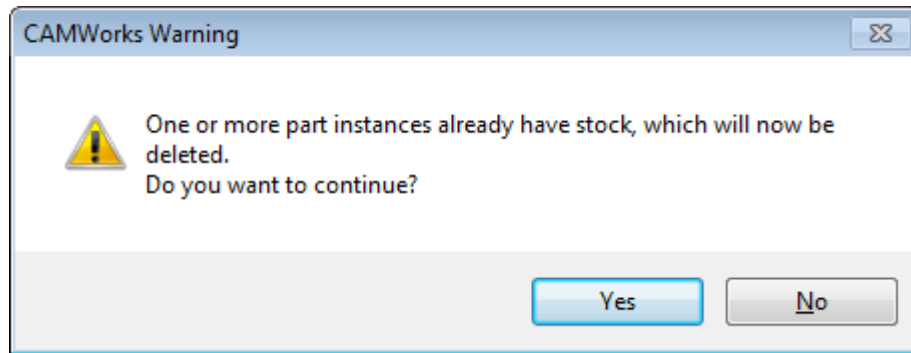 CAMWorks Warning
One or more part instances already have stock, which will now be
deleted.
Do you want to continue?
Yes
No